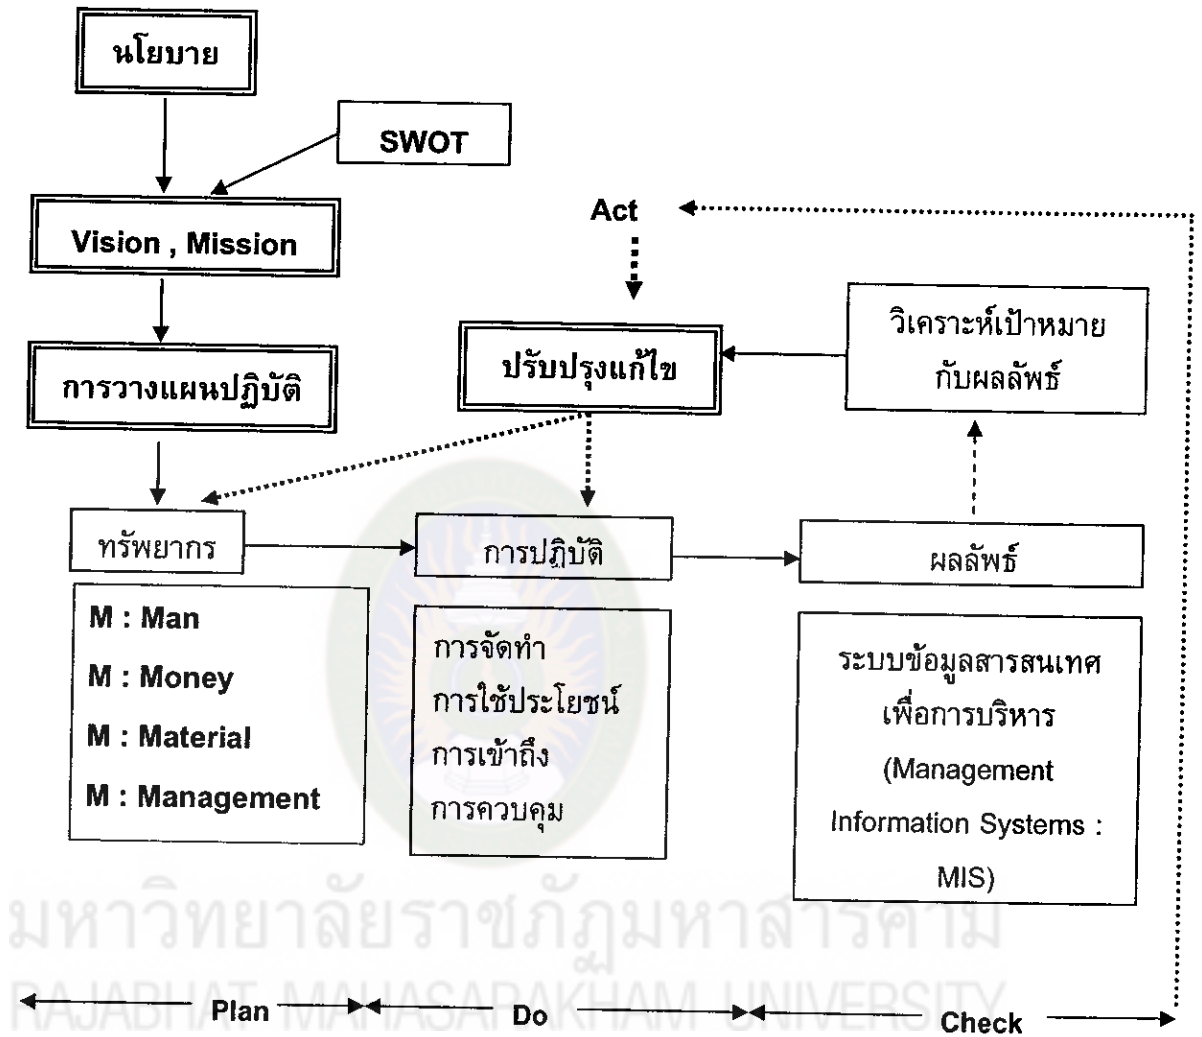 นโยบาย
SWOT
Vision , Mission
Act
การวางแผนปฏิบัติ
ปรับปรุงแก้ไข
วิเคราะห์เป้าหมาย
กับผลลัพธ์
ทรัพยากร
การปฏิบัติ
ผลลัพธ์
M : Man
M : Money
M : Material
M : Management
การจัดทำ
การใช้ประโยชน์
การเข้าถึง
การควบคุม
ระบบข้อมูลสารสนเทศ
เพื่อการบริหาร
(Management
Information Systems :
MIS)
มหาวิทยาลัยราชภัฏมหาสารคาม
RAJABHAT MAHASARAKHAM UNIVERSITY
Plan
Do
Check